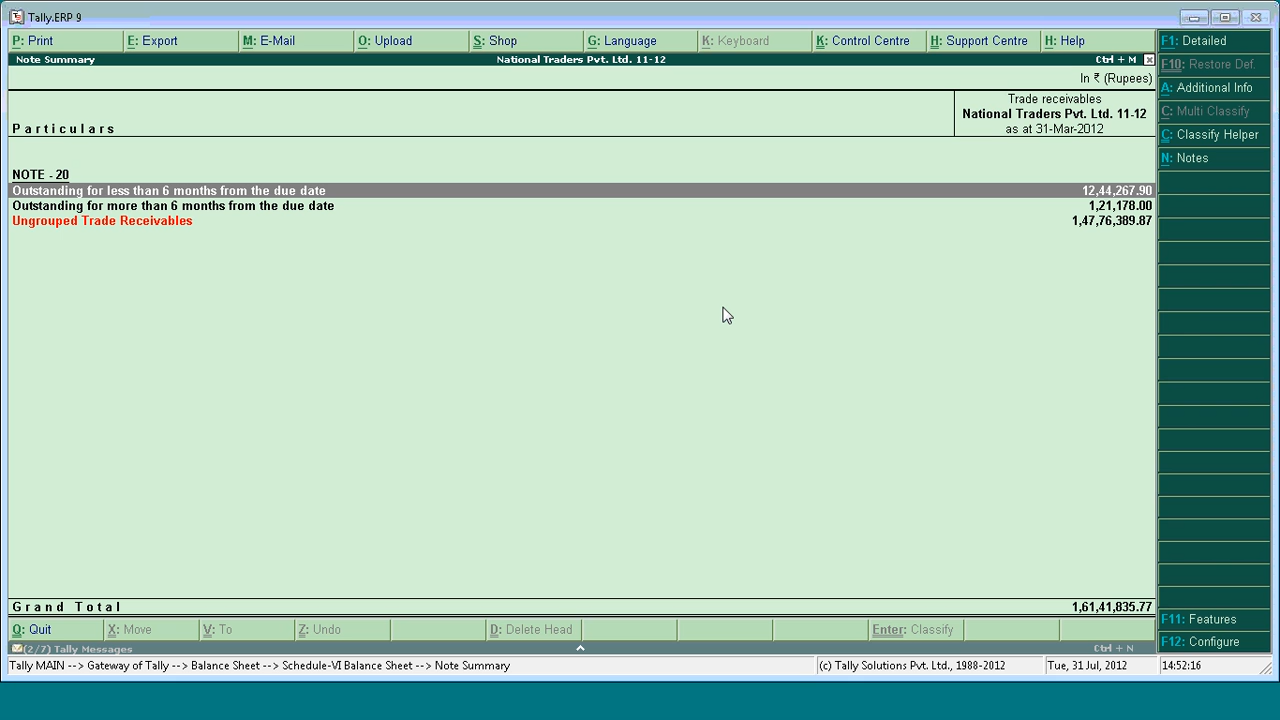 Tally.ERP 9
P: Print E: Export M: E-Mail O: Upload S: Shop G: Language K: Keyboard K: Control Centre H: Support Centre H: Help
Note Summary National Traders Pvt. Ltd. 11-12 Ctrl + M
In ₹ (Rupees)
Trade receivables
National Traders Pvt. Ltd. 11-12
Particulars as at 31-Mar-2012
NOTE - 20
Outstanding for less than 6 months from the due date 12,44,267.90
Outstanding for more than 6 months from the due date 1,21,178.00
Ungrouped Trade Receivables 1,47,76,389.87
Grand Total 1,61,41,835.77
Q: Quit X: Move V: To Z: Undo D: Delete Head Enter: Classify
(2/7) Tally Messages Ctrl + N
Tally MAIN --> Gateway of Tally --> Balance Sheet --> Schedule-VI Balance Sheet --> Note Summary (c) Tally Solutions Pvt. Ltd., 1988-2012 Tue, 31 Jul, 2012 14:52:16
F1: Detailed
F10: Restore Def.
A: Additional Info
C: Multi Classify
C: Classify Helper
N: Notes
F11: Features
F12: Configure